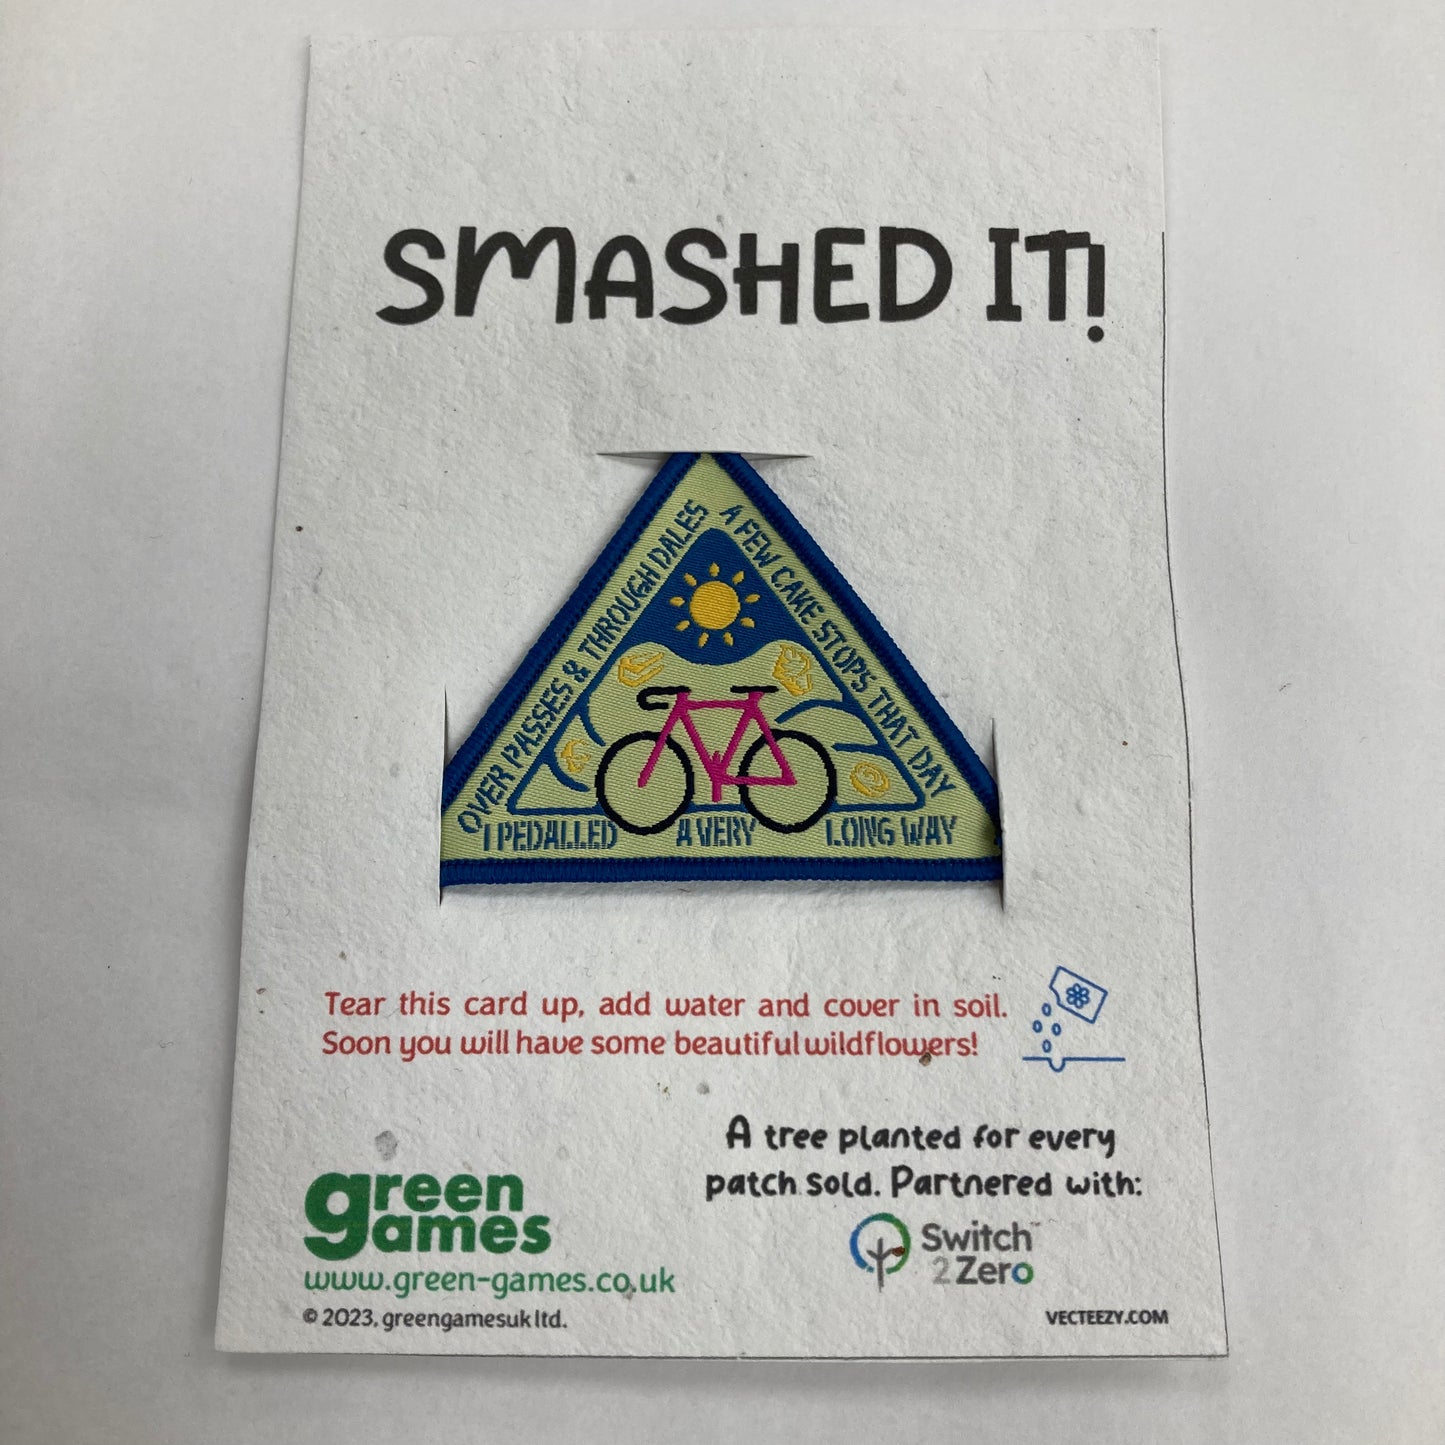 SMASHED IT!
OVER PASSES & THROUGH DALES
A FEW CAKE STOPS THAT DAY
I PEDALLED A VERY LONG WAY
Tear this card up, add water and cover in soil.
Soon you will have some beautiful wildflowers!
A tree planted for every
patch sold. Partnered with:
green
games
www.green-games.co.uk
© 2023, greengamesuk ltd.
Switch™
2Zero
VECTEEZY.COM